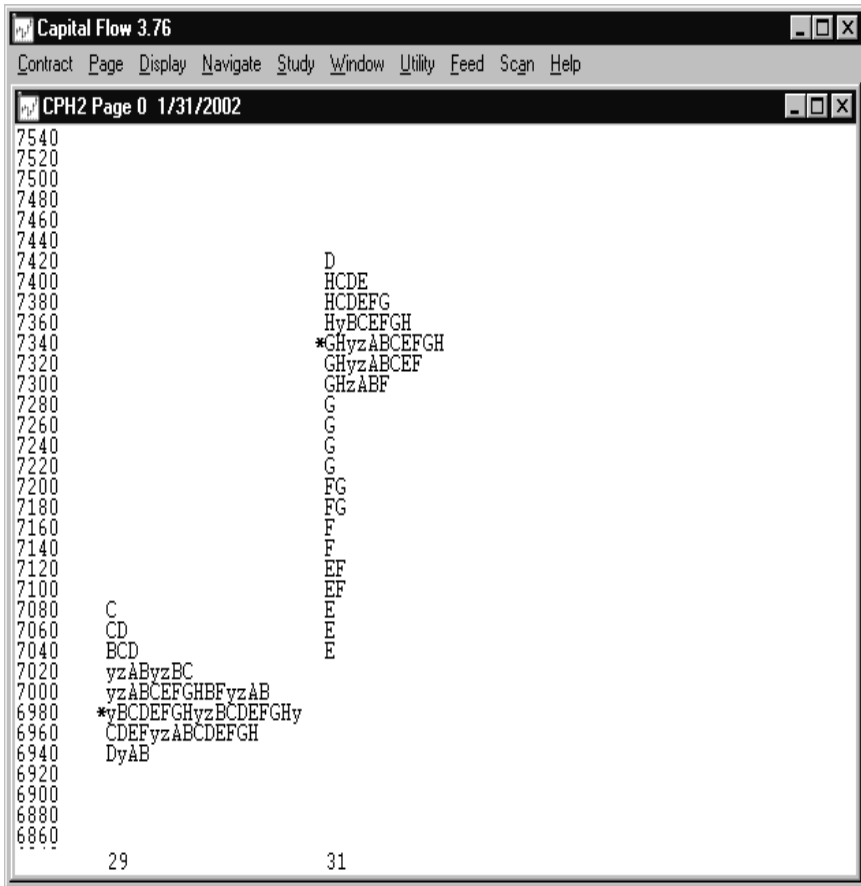 Capital Flow 3.76
Contract Page Display Navigate Study Window Utility Feed Scan Help
CPH2 Page 0 1/31/2002
7540
7520
7500
7480
7460
7440
7420 D
7400 HCDE
7380 HCDEFG
7360 HyBCEFGH
7340 *GHyzABCEFGH
7320 GHyzABCEF
7300 GHzABF
7280 G
7260 G
7240 G
7220 G
7200 FG
7180 FG
7160 F
7140 F
7120 EF
7100 EF
7080 C E
7060 CD E
7040 BCD E
7020 yzAByzBC
7000 yzABCEFGHBFyzAB
6980 *yBCDEFGHyzBCDEFGHy
6960 CDEFyzABCDEFGH
6940 DyAB
6920
6900
6880
6860
29 31